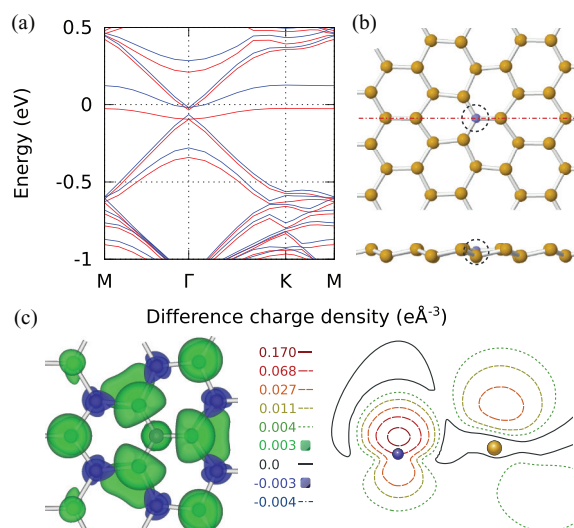 (a)
Energy (eV)
0.5
0
-0.5
-1
M Γ K M
(b)
(c)
Difference charge density (eÅ⁻³)
0.170
0.068
0.027
0.011
0.004
0.003
0.0
-0.003
-0.004